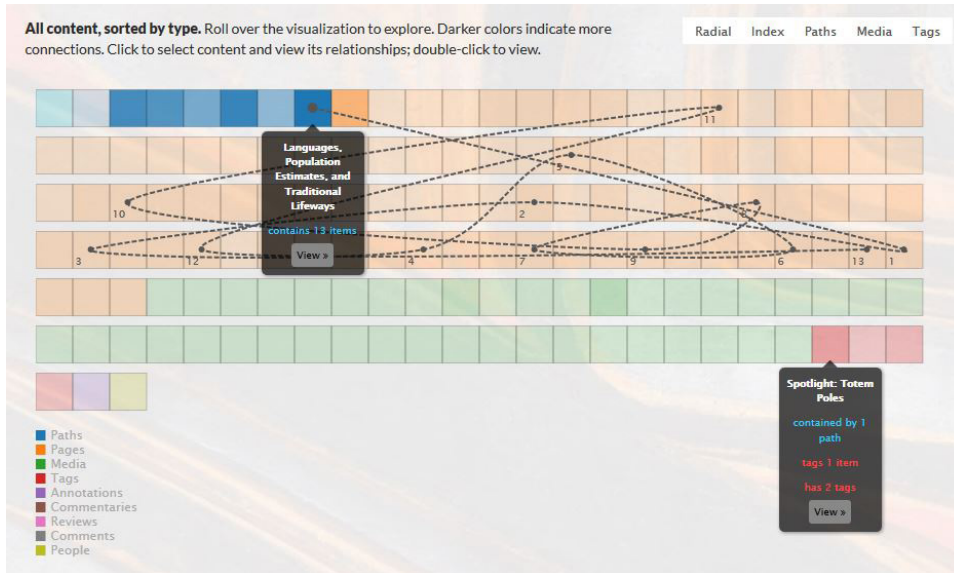 All content, sorted by type. Roll over the visualization to explore. Darker colors indicate more
connections. Click to select content and view its relationships; double-click to view.
Radial Index Paths Media Tags
11
Languages,
Population
Estimates, and
Traditional
Lifeways
contains 13 items
View »
5
10
2
8
3
12
4
7
9
6
13
1
Spotlight: Totem
Poles
contained by 1
path
tags 1 item
has 2 tags
View »
Paths
Pages
Media
Tags
Annotations
Commentaries
Reviews
Comments
People